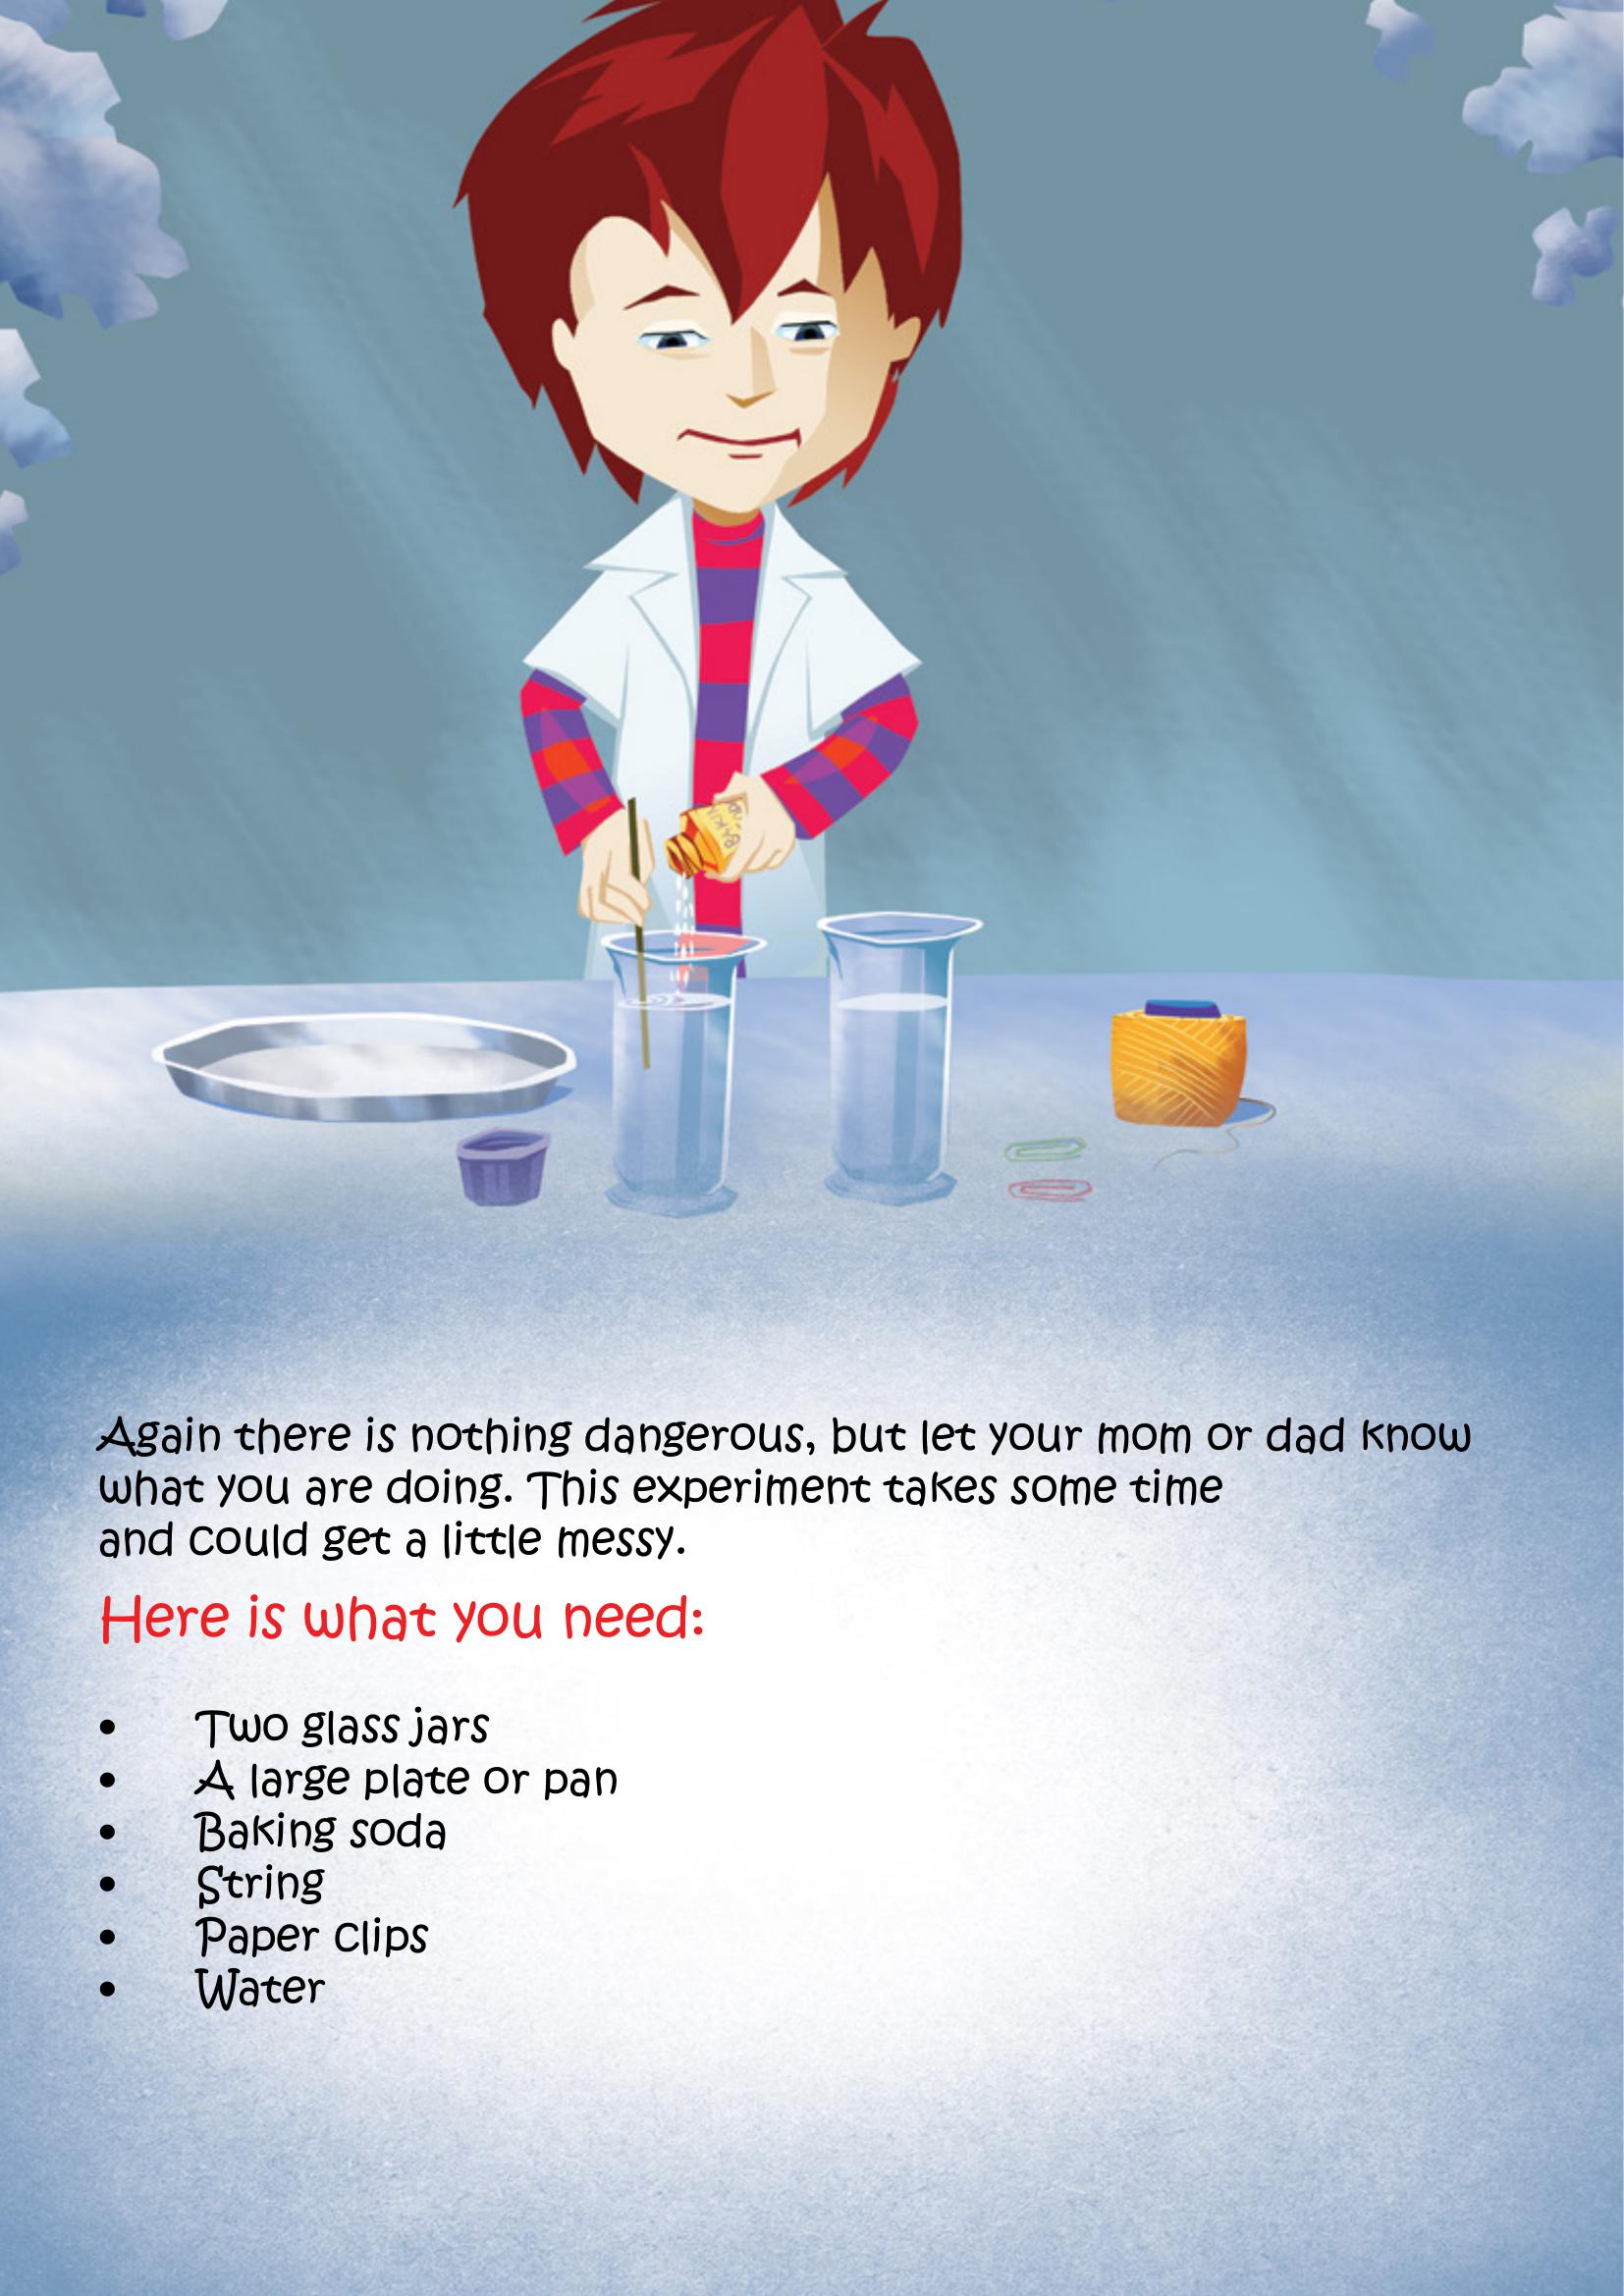 BAKIN
Again there is nothing dangerous, but let your mom or dad know
what you are doing. This experiment takes some time
and could get a little messy.
Here is what you need:
• Two glass jars
• A large plate or pan
• Baking soda
• String
• Paper clips
• Water